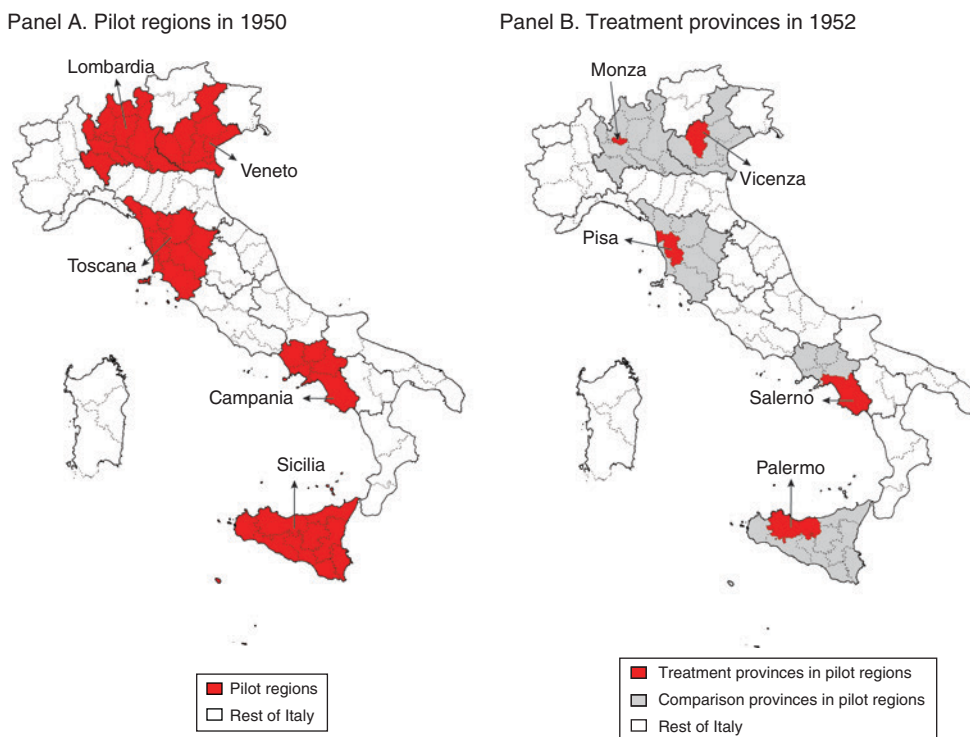 Panel A. Pilot regions in 1950
Lombardia
Veneto
Toscana
Campania
Sicilia
Pilot regions
Rest of Italy
Panel B. Treatment provinces in 1952
Monza
Vicenza
Pisa
Salerno
Palermo
Treatment provinces in pilot regions
Comparison provinces in pilot regions
Rest of Italy